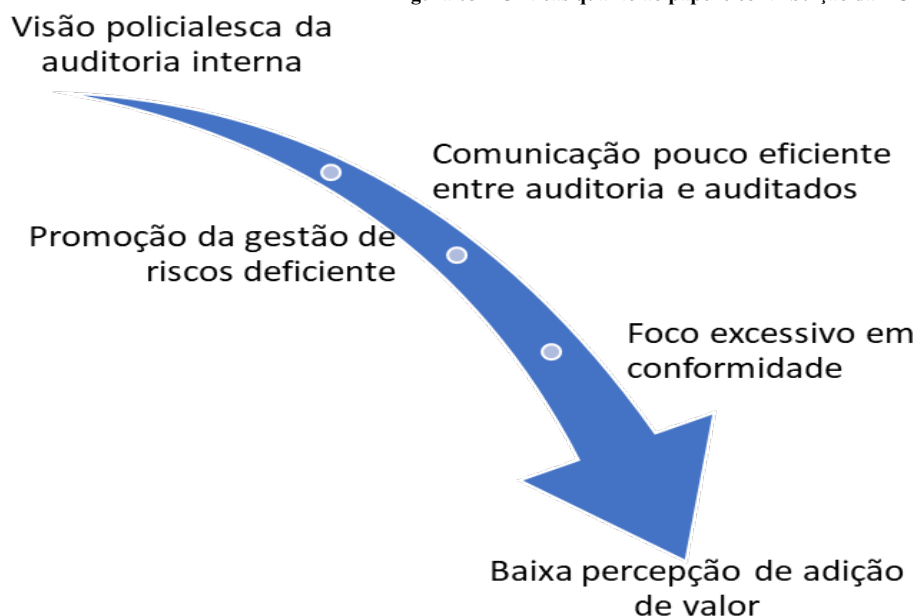 Visão policialesca da
auditoria interna
Comunicação pouco eficiente
entre auditoria e auditados
Promoção da gestão de
riscos deficiente
Foco excessivo em
conformidade
Baixa percepção de adição
de valor